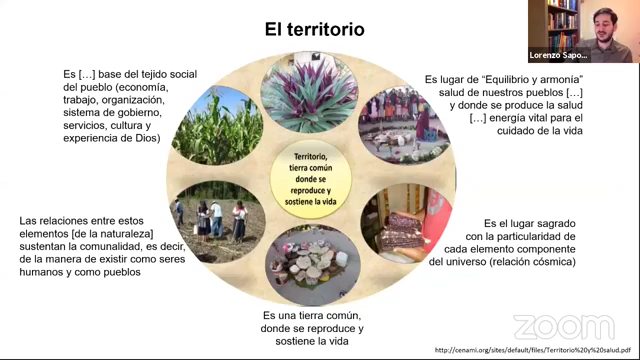 El territorio
Lorenzo Sapo...
Es […] base del tejido social
del pueblo (economía,
trabajo, organización,
sistema de gobierno,
servicios, cultura y
experiencia de Dios)
Es lugar de “Equilibrio y armonía”
salud de nuestros pueblos […]
y donde se produce la salud
[…] energía vital para el
cuidado de la vida
Territorio,
tierra común
donde se
reproduce y
sostiene la vida
Las relaciones entre estos
elementos [de la naturaleza]
sustentan la comunalidad, es decir,
de la manera de existir como seres
humanos y como pueblos
Es el lugar sagrado
con la particularidad de
cada elemento componente
del universo (relación cósmica)
Es una tierra común,
donde se reproduce y
sostiene la vida
zoom
http://cenami.org/sites/default/files/Territorio%20y%20salud.pdf